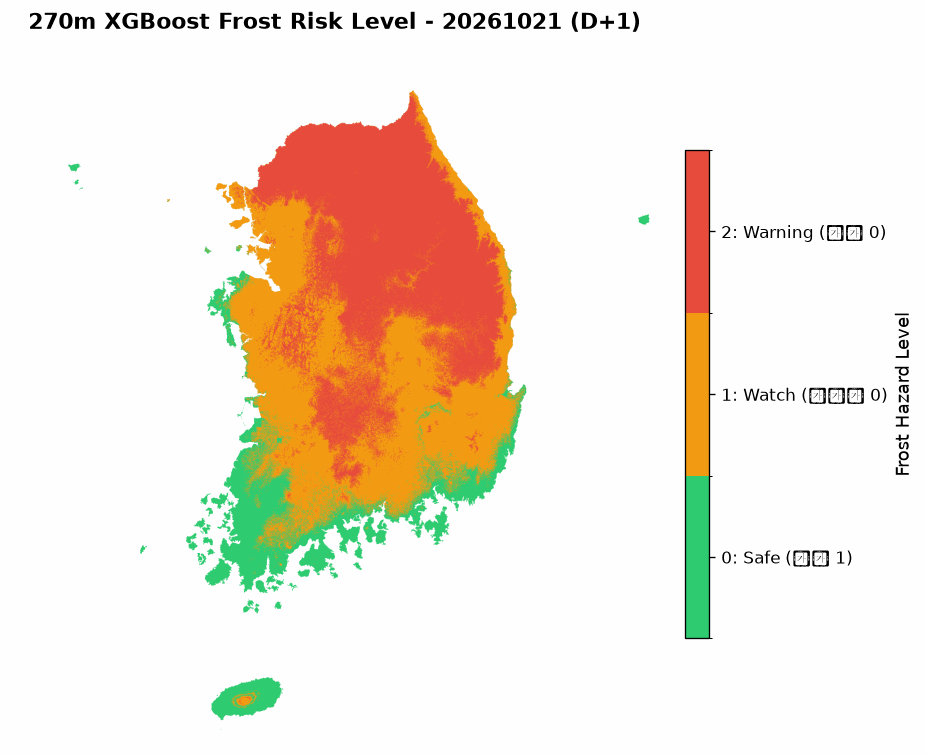 270m XGBoost Frost Risk Level - 20261021 (D+1)
2: Warning ( 0)
1: Watch ( 0)
0: Safe ( 1)
Frost Hazard Level